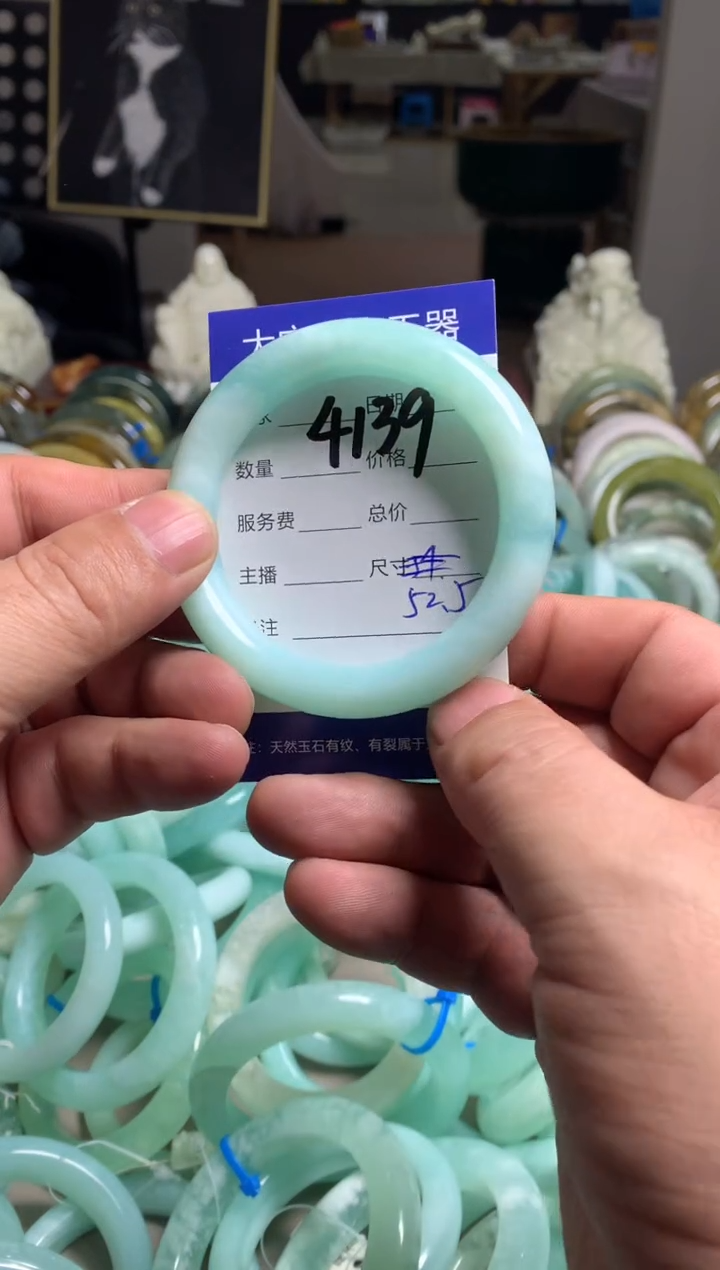 4139
日期
数量 价格
服务费 总价
主播 尺寸
52.5
注
注：天然玉石有纹、有裂属于